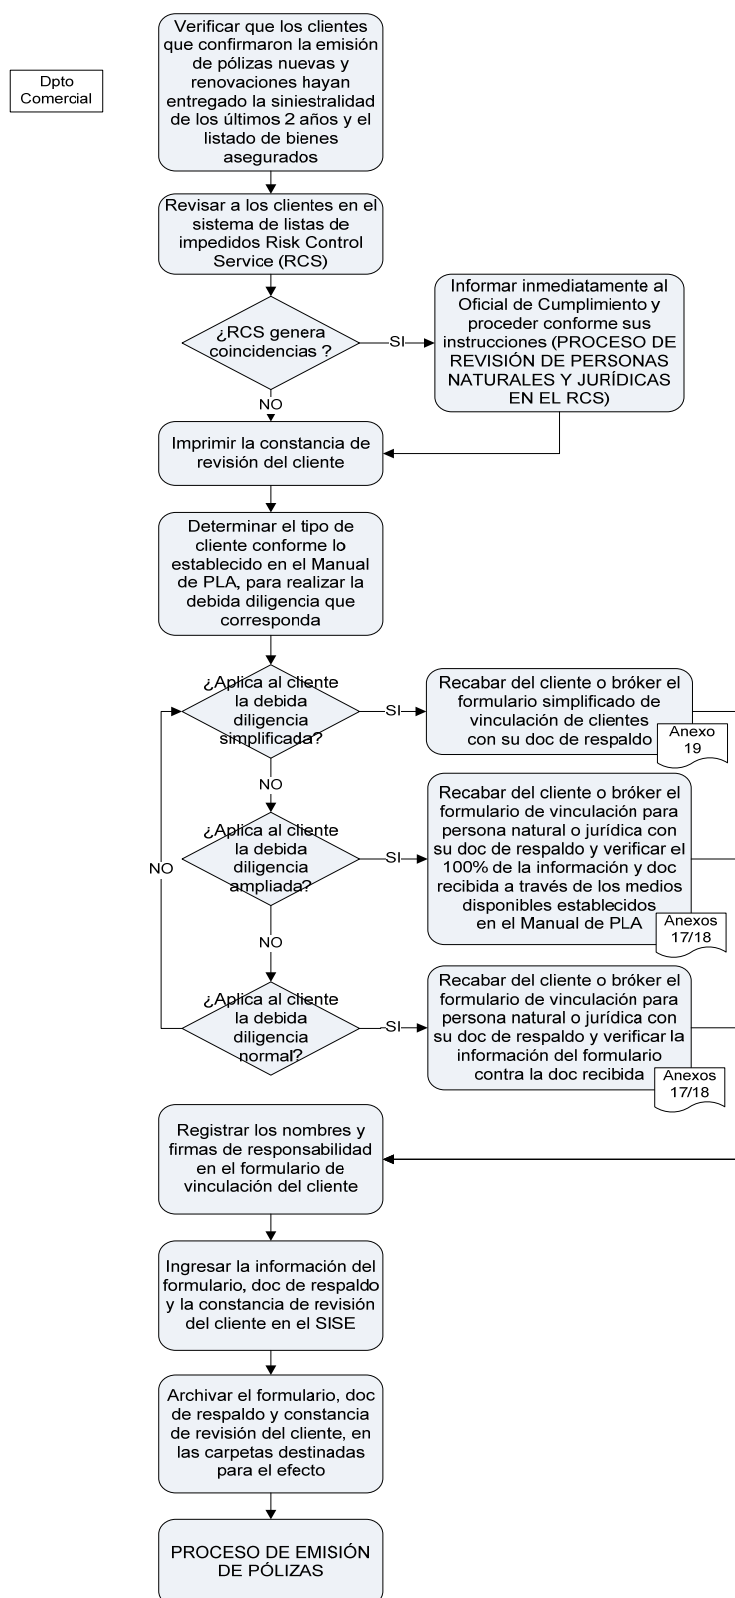 Dpto
Comercial
Verificar que los clientes
que confirmaron la emisión
de pólizas nuevas y
renovaciones hayan
entregado la siniestralidad
de los últimos 2 años y el
listado de bienes
asegurados
Revisar a los clientes en el
sistema de listas de
impedidos Risk Control
Service (RCS)
¿RCS genera
coincidencias ?
SI
Informar inmediatamente al
Oficial de Cumplimiento y
proceder conforme sus
instrucciones (PROCESO DE
REVISIÓN DE PERSONAS
NATURALES Y JURÍDICAS
EN EL RCS)
NO
Imprimir la constancia de
revisión del cliente
Determinar el tipo de
cliente conforme lo
establecido en el Manual
de PLA, para realizar la
debida diligencia que
corresponda
¿Aplica al cliente
la debida
diligencia
simplificada?
SI
Recabar del cliente o bróker el
formulario simplificado de
vinculación de clientes
con su doc de respaldo
Anexo
19
NO
¿Aplica al cliente
la debida
diligencia
ampliada?
SI
Recabar del cliente o bróker el
formulario de vinculación para
persona natural o jurídica con
su doc de respaldo y verificar el
100% de la información y doc
recibida a través de los medios
disponibles establecidos
en el Manual de PLA
Anexos
17/18
NO
NO
¿Aplica al cliente
la debida
diligencia
normal?
SI
Recabar del cliente o bróker el
formulario de vinculación para
persona natural o jurídica con
su doc de respaldo y verificar la
información del formulario
contra la doc recibida
Anexos
17/18
Registrar los nombres y
firmas de responsabilidad
en el formulario de
vinculación del cliente
Ingresar la información del
formulario, doc de respaldo
y la constancia de revisión
del cliente en el SISE
Archivar el formulario, doc
de respaldo y constancia
de revisión del cliente, en
las carpetas destinadas
para el efecto
PROCESO DE EMISIÓN
DE PÓLIZAS